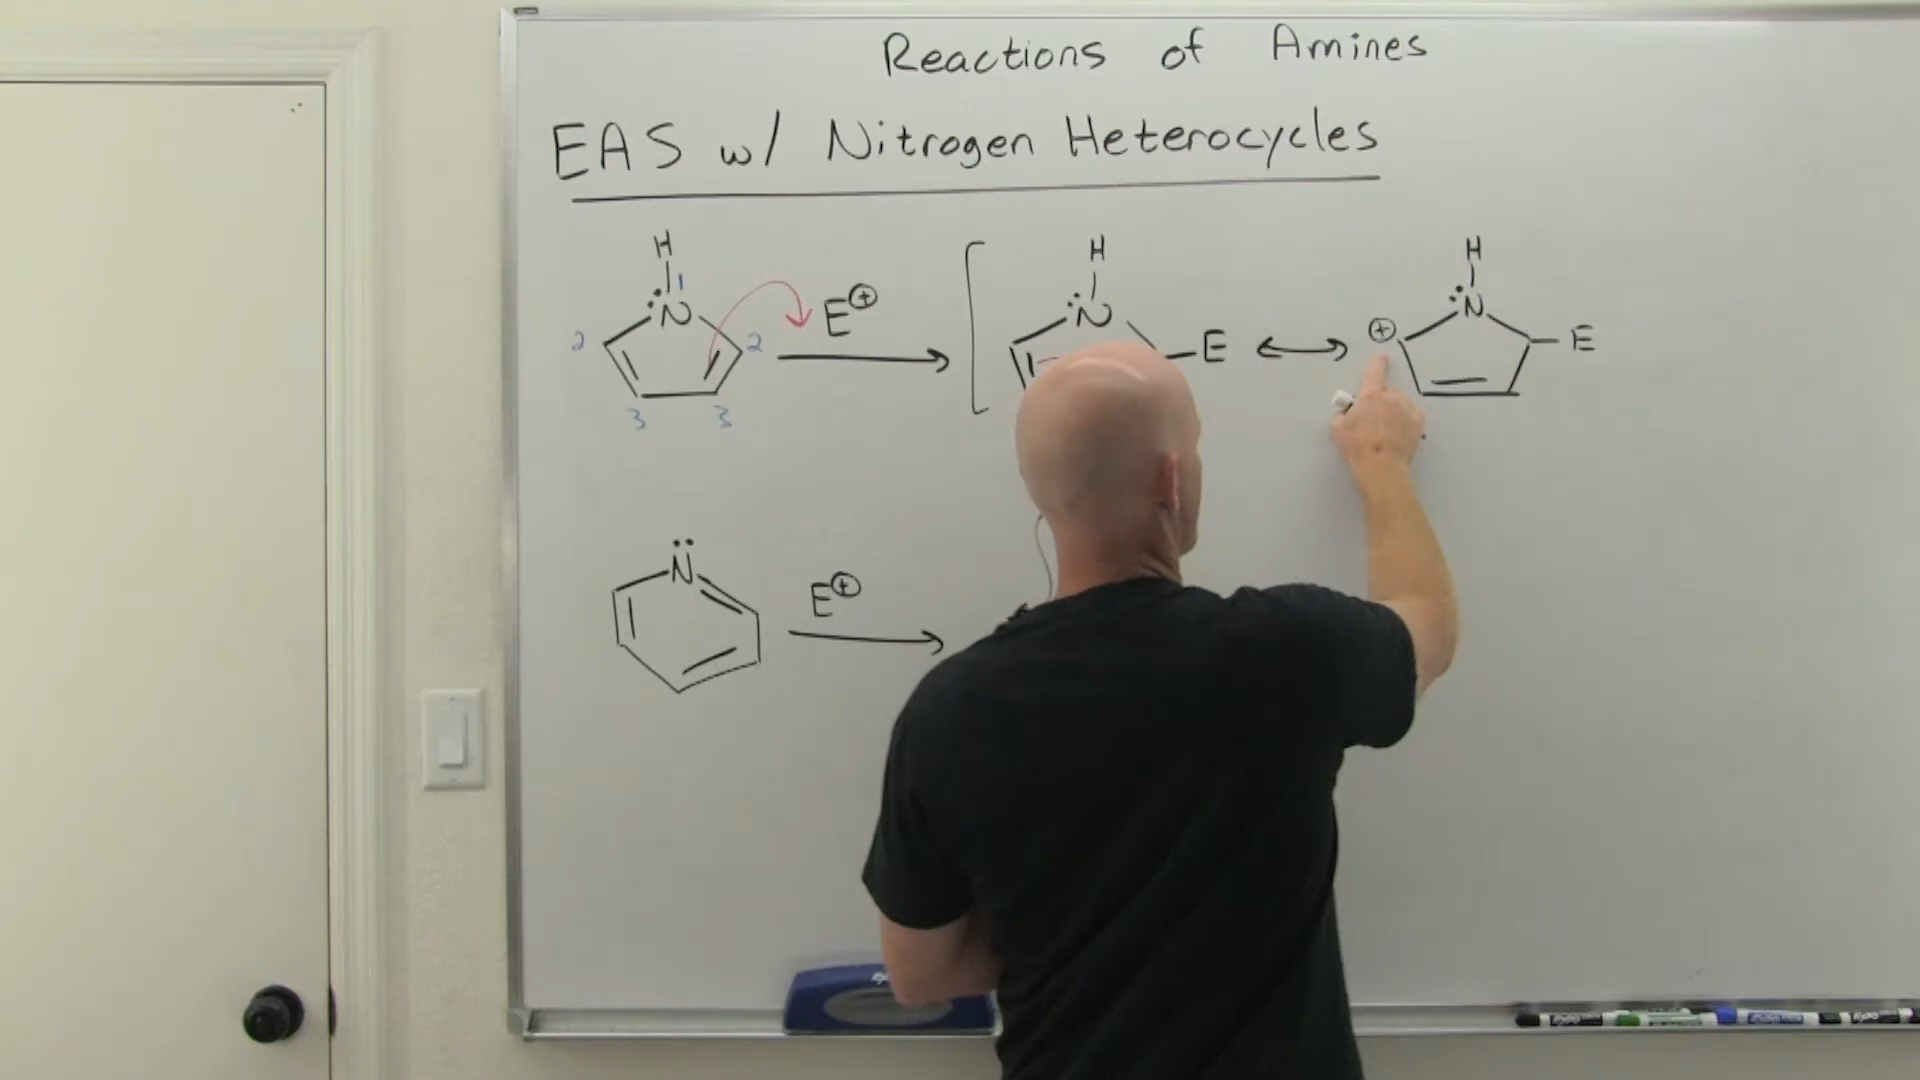 Reactions of Amines
EAS w/ Nitrogen Heterocycles
H
N 1
2 2
3 3
E⊕
H
N
E
H
N
⊕
E
N
E⊕